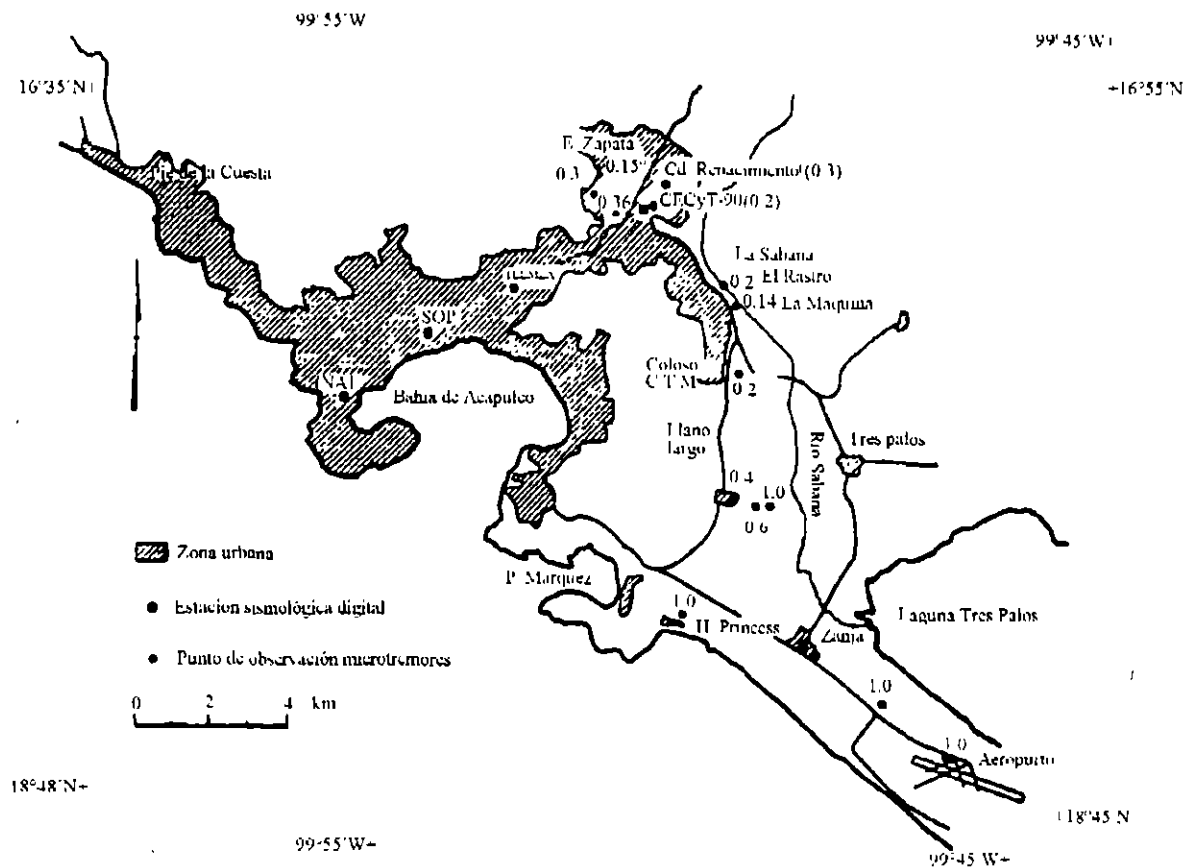 99°55´W
99°45´W+
16°35´N+
+16°55´N
E. Zapata
0.15
0.3
Cd. Renacimento (0.3)
Pie de la Cuesta
0.36
CECyT-90(0.2)
La Sabana
0.2
El Rastro
0.14 La Maquina
SOP
Coloso
C.T.M
0.2
Bahia de Acapulco
Llano
largo
Rio Sabana
Tres palos
0.4
1.0
0.6
Zona urbana
P. Marquez
Estación sismológica digital
1.0
H. Princess
Laguna Tres Palos
Zanja
Punto de observación microtremores
0 2 4 km
1.0
1.0
Aeropurto
18°48´N+
+18°45´N
99°55´W+
99°45´W+